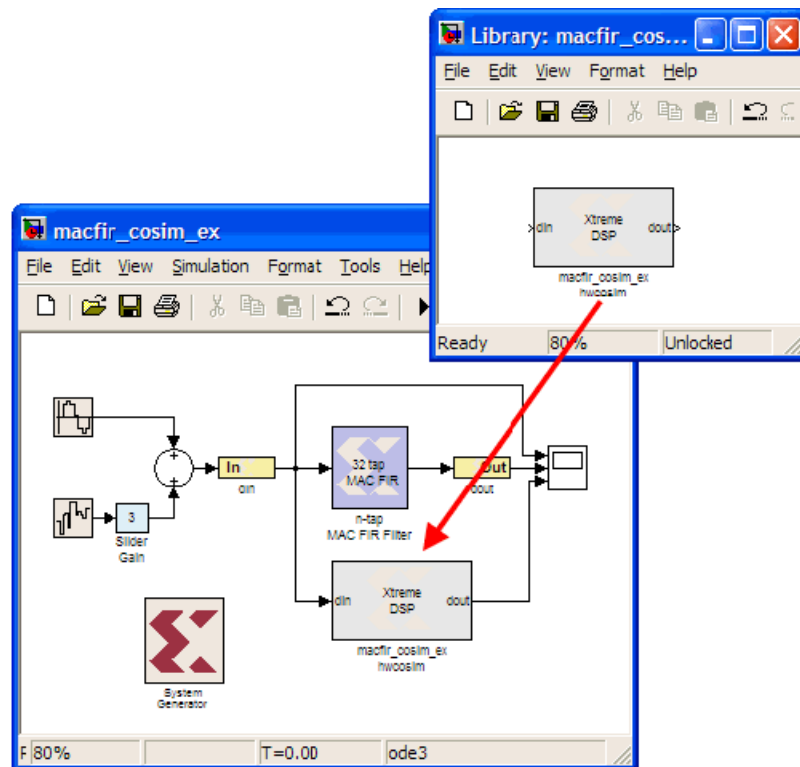 Library: macfir_cos...
File Edit View Format Help
din Xtreme DSP dout
macfir_cosim_ex
hwcosim
Ready 80% Unlocked
macfir_cosim_ex
File Edit View Simulation Format Tools Help
In
din
32 tap
MAC FIR
n-tap
MAC FIR Filter
Out
dout
3
Slider
Gain
din Xtreme DSP dout
macfir_cosim_ex
hwcosim
System
Generator
F 80% T=0.00 ode3